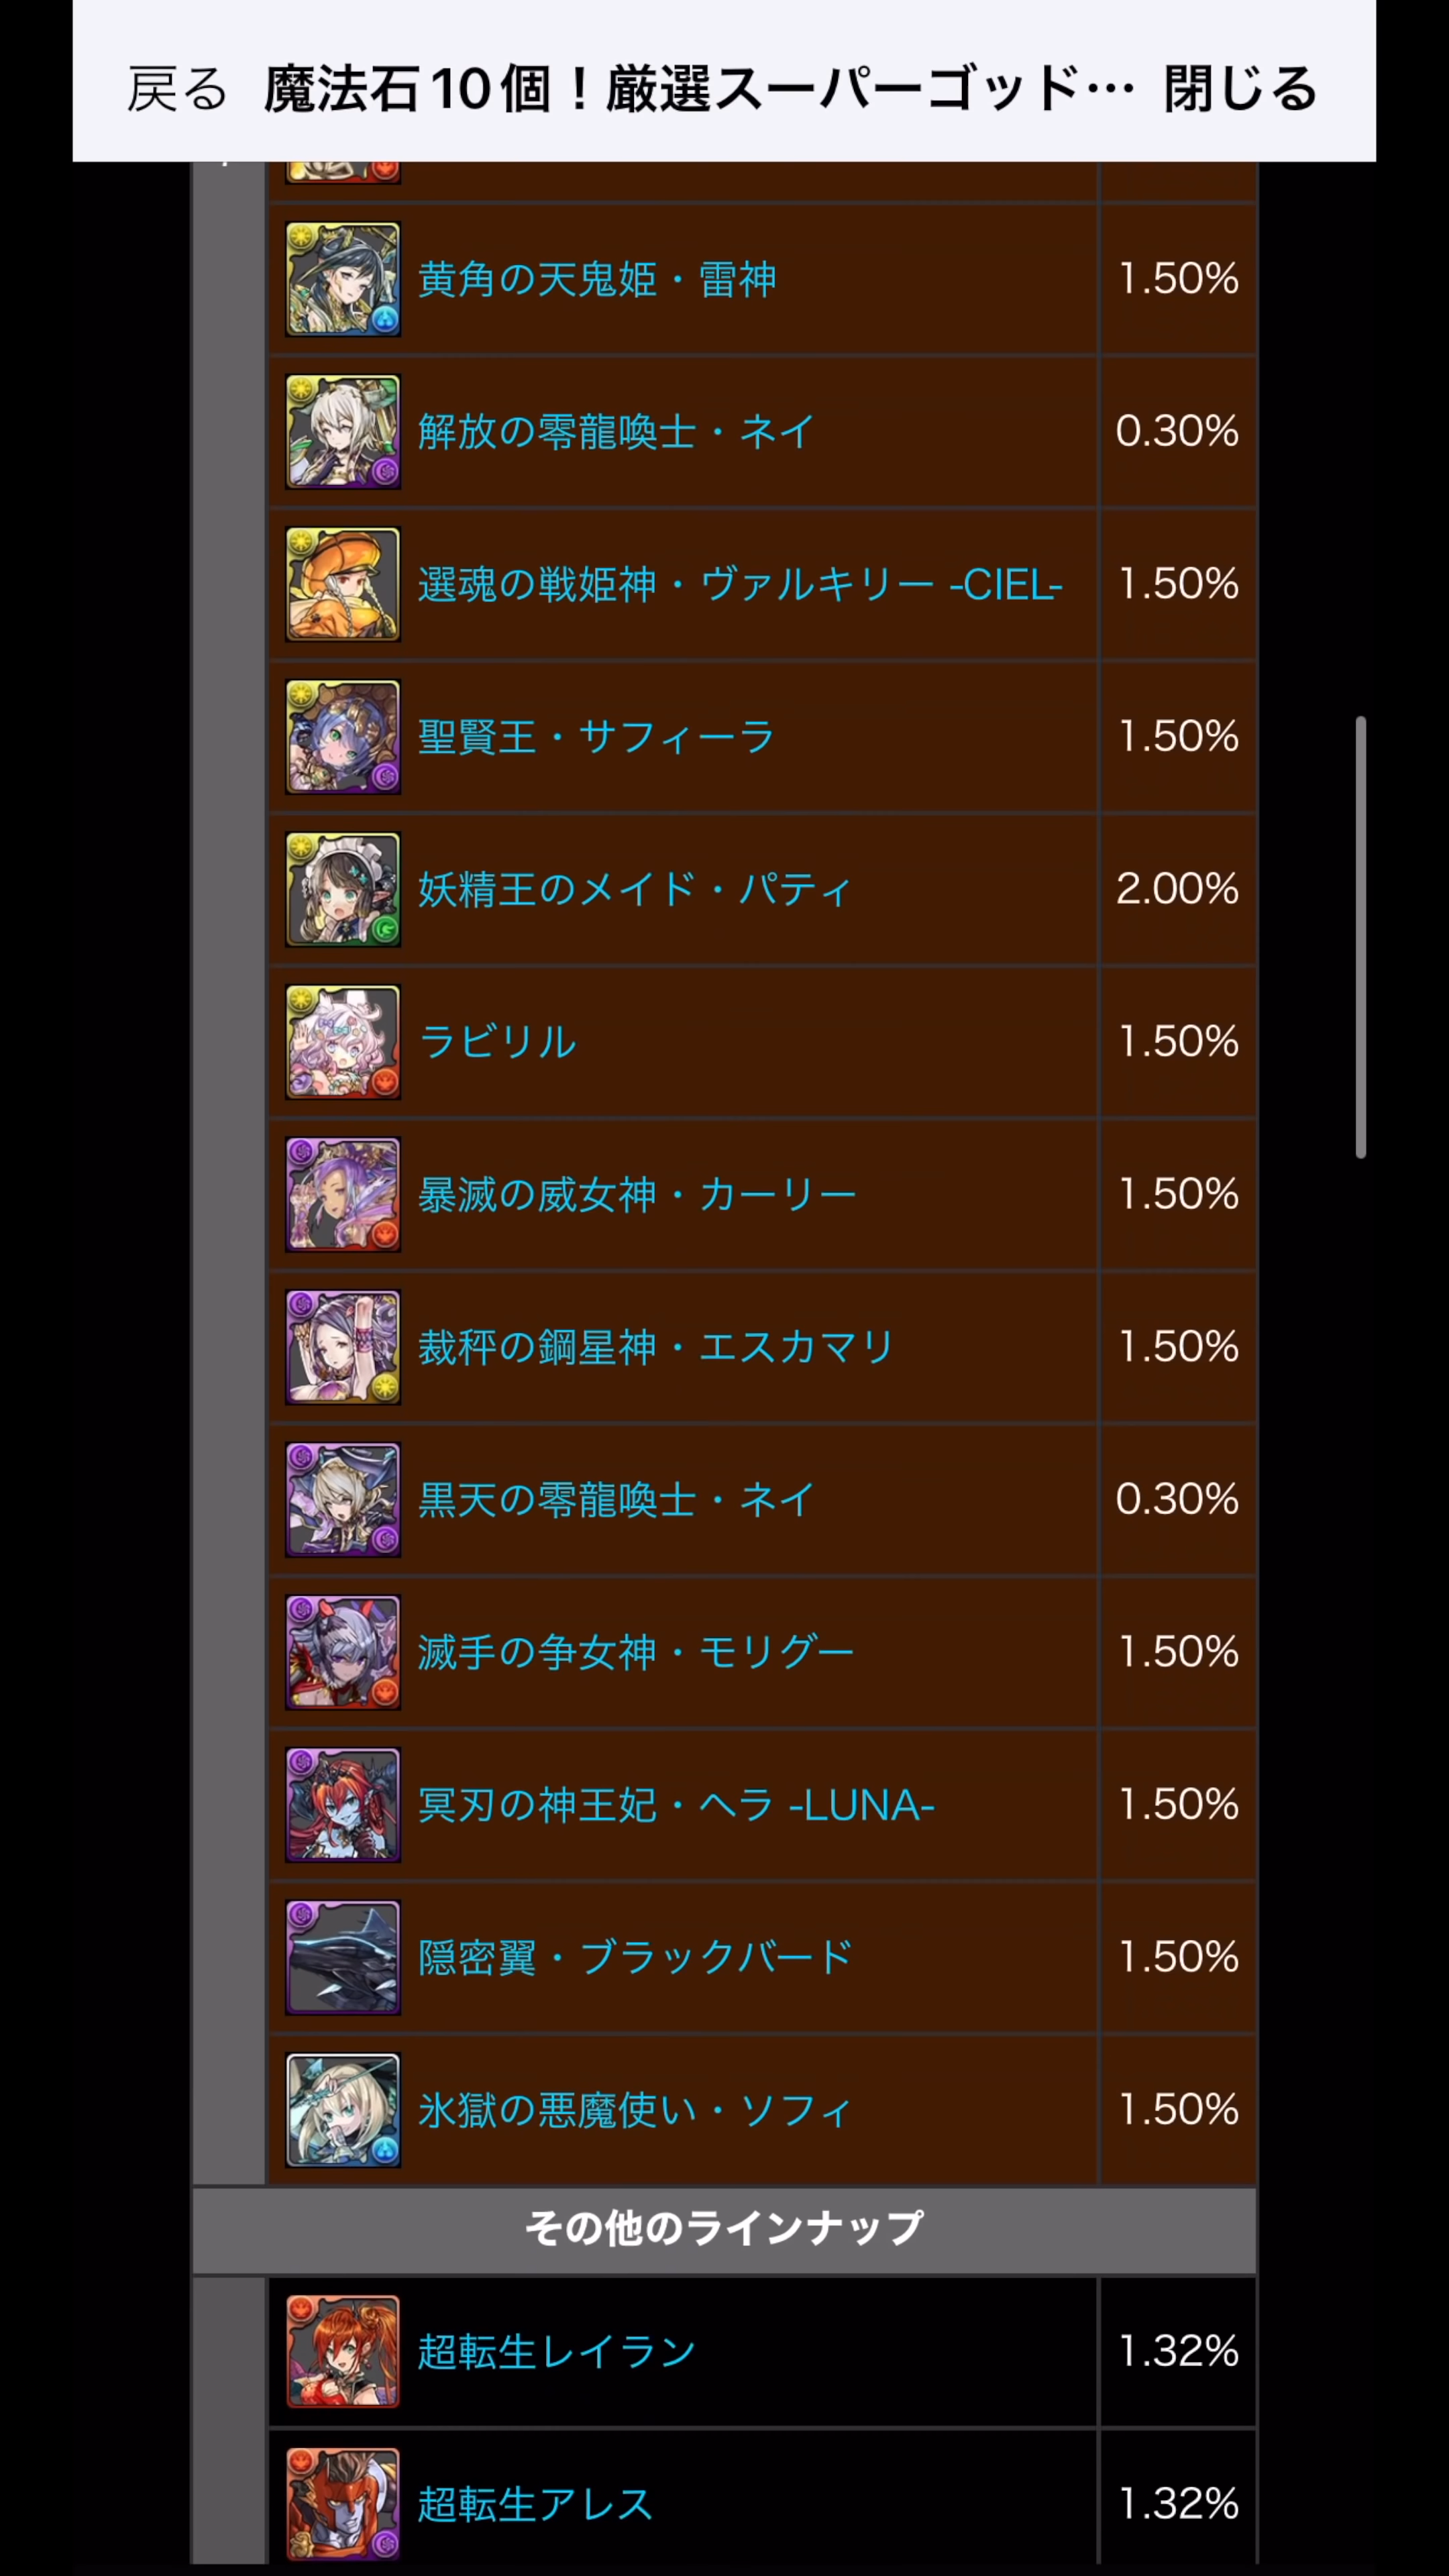 戻る 魔法石10個！厳選スーパーゴッド… 閉じる
黄角の天鬼姫・雷神 1.50%
解放の零龍喚士・ネイ 0.30%
選魂の戦姫神・ヴァルキリー -CIEL- 1.50%
聖賢王・サフィーラ 1.50%
妖精王のメイド・パティ 2.00%
ラビリル 1.50%
暴滅の威女神・カーリー 1.50%
裁秤の鋼星神・エスカマリ 1.50%
黒天の零龍喚士・ネイ 0.30%
滅手の争女神・モリグー 1.50%
冥刃の神王妃・ヘラ -LUNA- 1.50%
隠密翼・ブラックバード 1.50%
氷獄の悪魔使い・ソフィ 1.50%
その他のラインナップ
超転生レイラン 1.32%
超転生アレス 1.32%